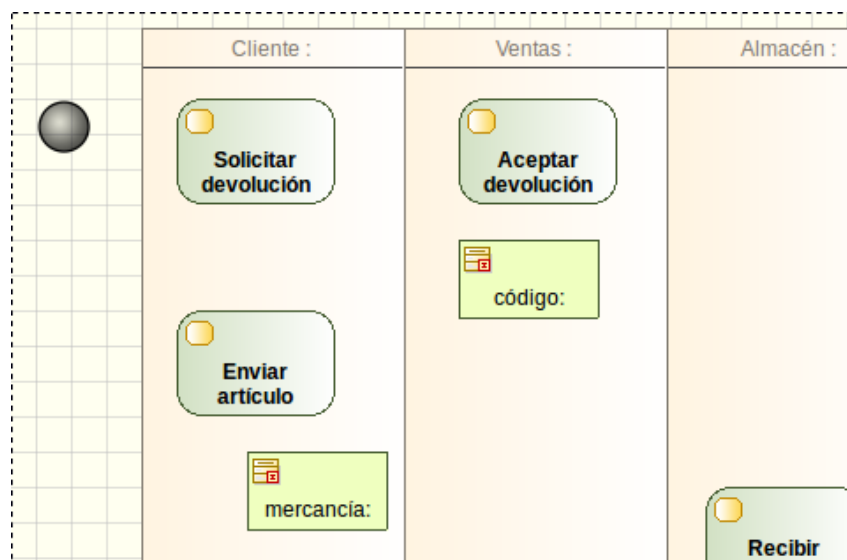 Cliente :
Ventas :
Almacén :
Solicitar
devolución
Aceptar
devolución
código:
Enviar
artículo
mercancía:
Recibir